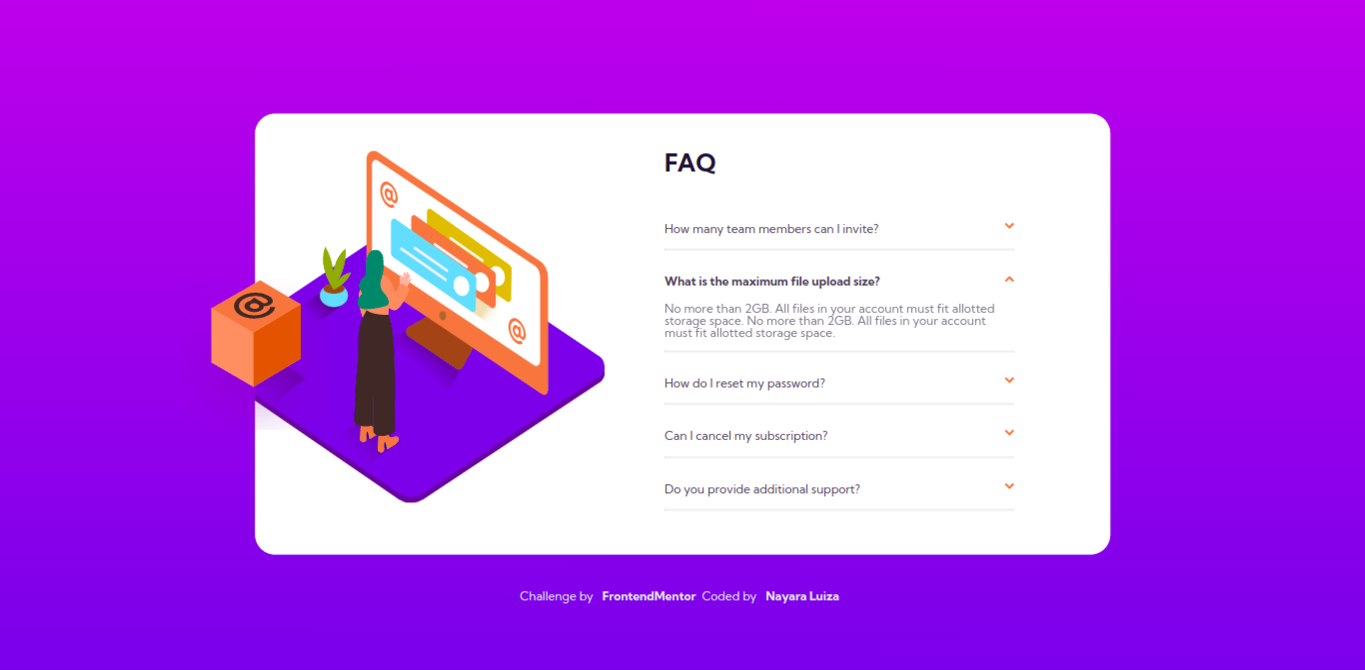 @
@
@
FAQ
How many team members can I invite?
What is the maximum file upload size?
No more than 2GB. All files in your account must fit allotted
storage space. No more than 2GB. All files in your account
must fit allotted storage space.
How do I reset my password?
Can I cancel my subscription?
Do you provide additional support?
Challenge by FrontendMentor Coded by Nayara Luiza